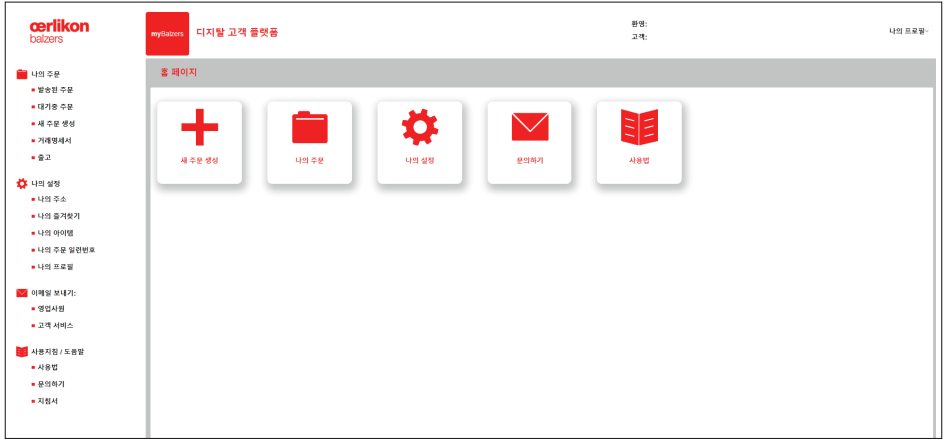 œrlikon
balzers
myBalzers
디지탈 고객 플랫폼
환영:
고객:
나의 프로필
나의 주문
발송된 주문
대기중 주문
새 주문 생성
거래명세서
출고
나의 설정
나의 주소
나의 즐겨찾기
나의 아이템
나의 주문 일련번호
나의 프로필
이메일 보내기:
영업사원
고객 서비스
사용지침 / 도움말
사용법
문의하기
지침서
홈 페이지
새 주문 생성
나의 주문
나의 설정
문의하기
사용법